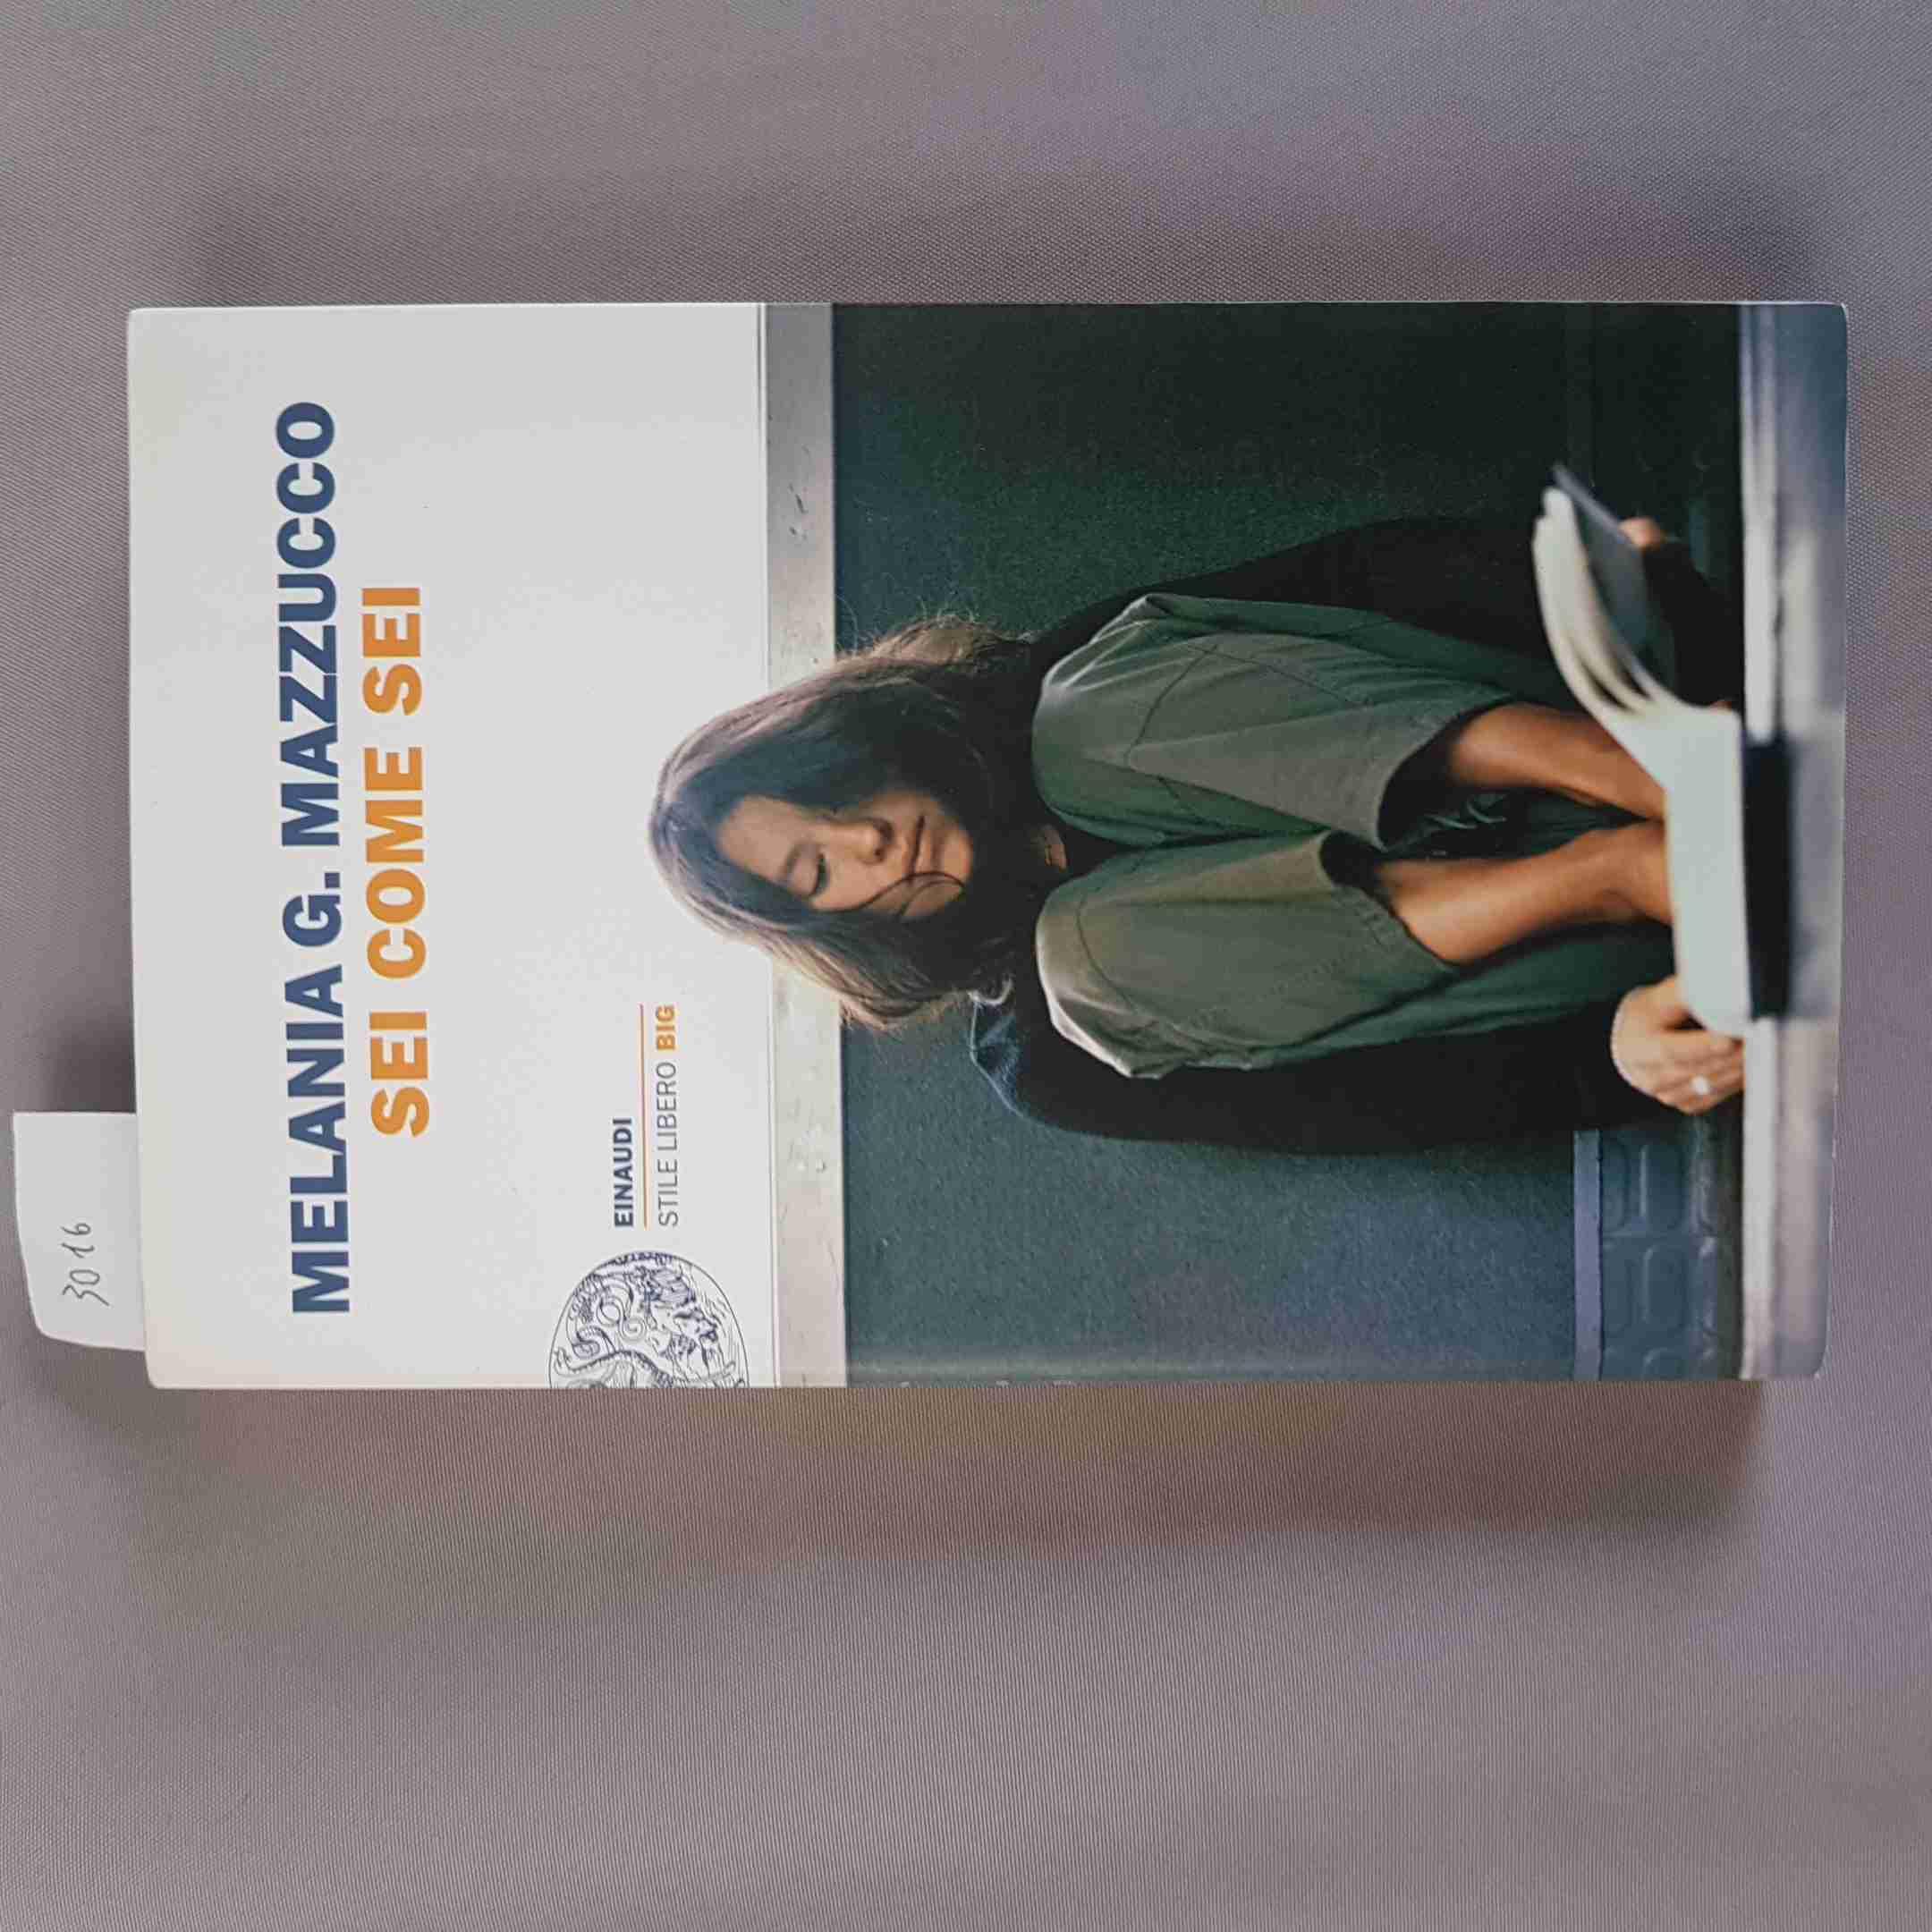 3016
MELANIA G. MAZZUCCO
SEI COME SEI
EINAUDI
STILE LIBERO BIG